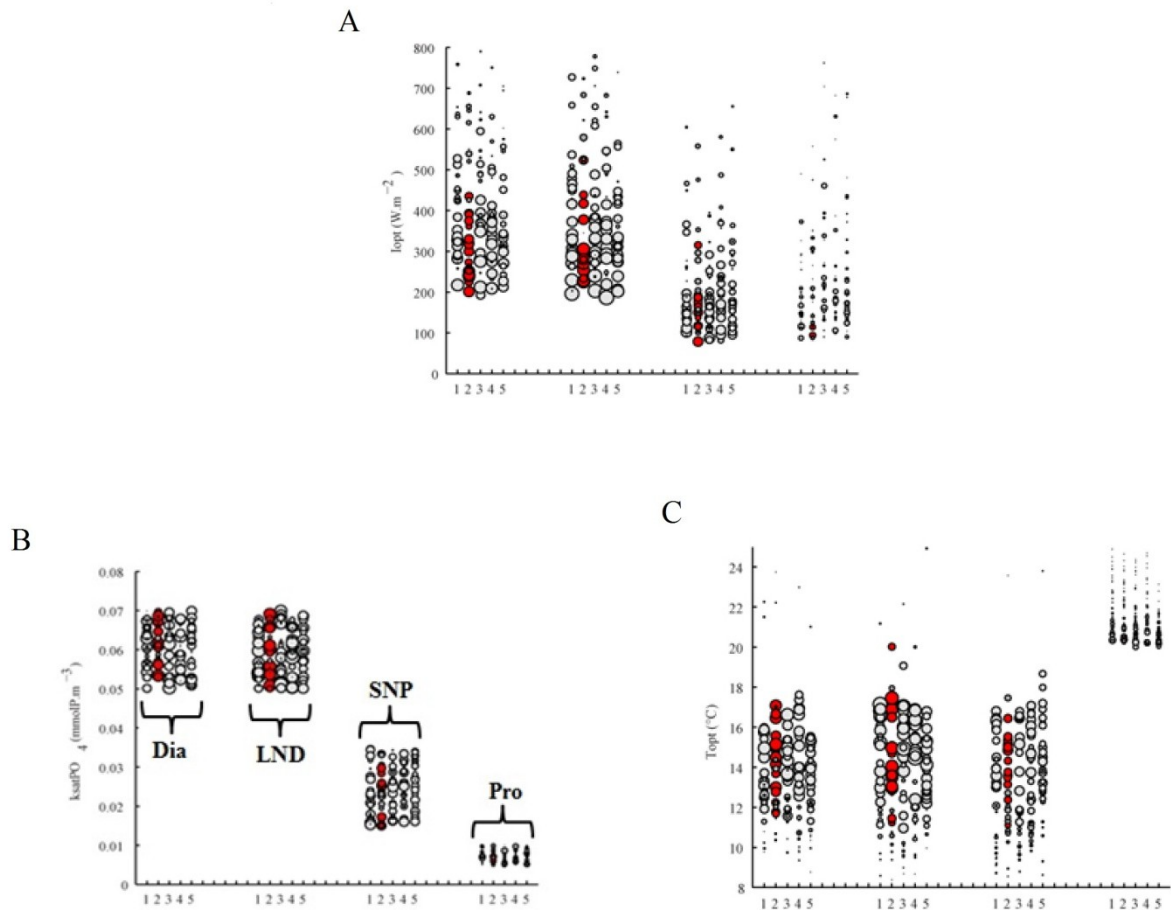 A
800
700
600
500
400
300
200
100
0
Iopt (W.m−2)
1 2 3 4 5 1 2 3 4 5 1 2 3 4 5 1 2 3 4 5
B
0.08
0.07
0.06
0.05
0.04
0.03
0.02
0.01
0
ksatPO 4 (mmolP.m−3)
Dia
LND
SNP
Pro
1 2 3 4 5 1 2 3 4 5 1 2 3 4 5 1 2 3 4 5
C
24
22
20
18
16
14
12
10
8
Topt (°C)
1 2 3 4 5 1 2 3 4 5 1 2 3 4 5 1 2 3 4 5